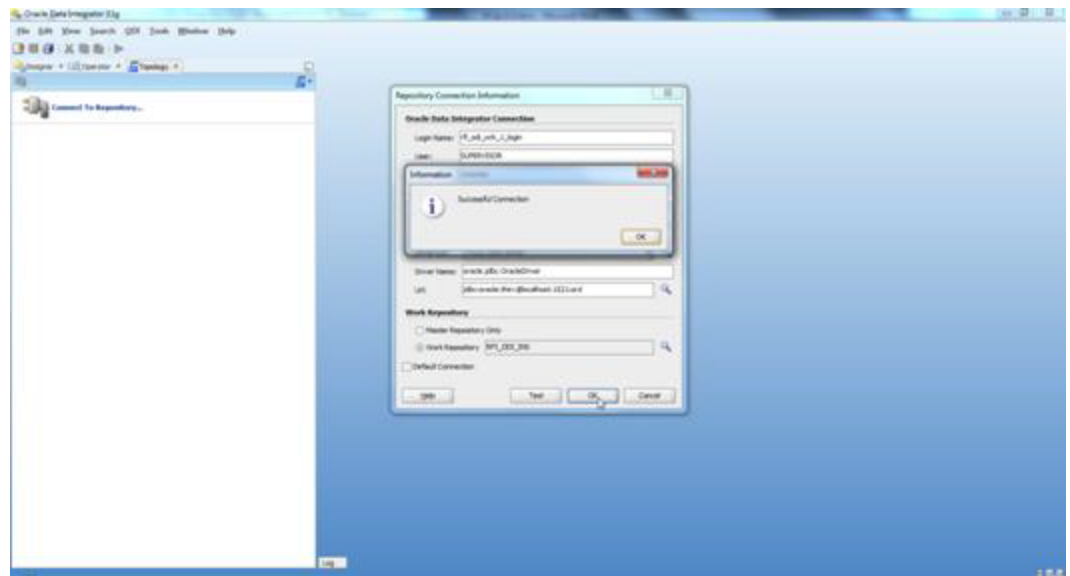 Oracle Data Integrator 11g
File Edit View Search ODI Tools Window Help
Designer Operator Topology
Connect To Repository...
Repository Connection Information
Oracle Data Integrator Connection
Login Name:
User: SUPERVISOR
Information
Successful Connection
OK
Driver Name: oracle.jdbc.OracleDriver
Url:
Work Repository
Master Repository Only
Work Repository
Default Connection
Help Test OK Cancel
Log